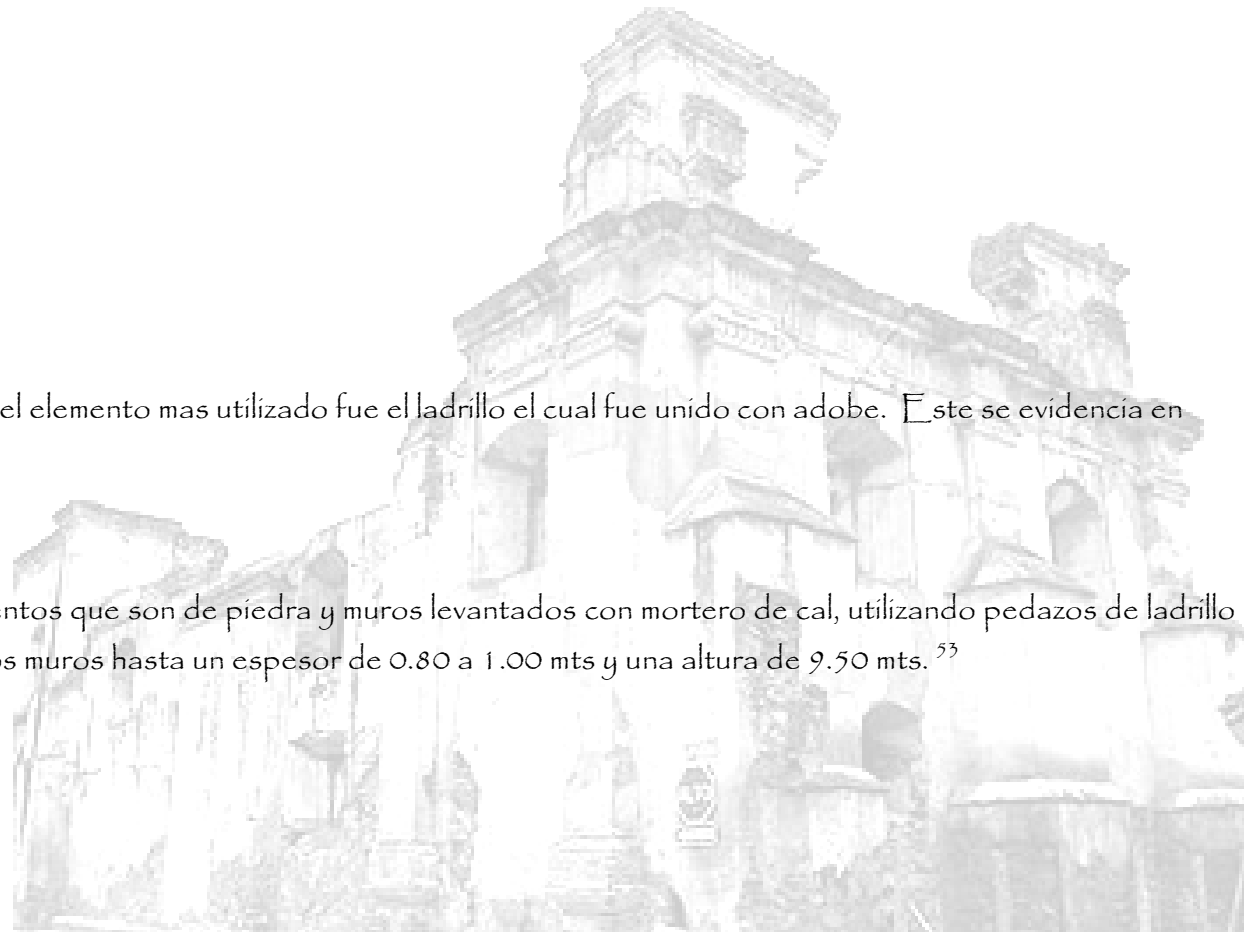 el elemento mas utilizado fue el ladrillo el cual fue unido con adobe. Este se evidencia en
entos que son de piedra y muros levantados con mortero de cal, utilizando pedazos de ladrillo
os muros hasta un espesor de 0.80 a 1.00 mts y una altura de 9.50 mts. 53